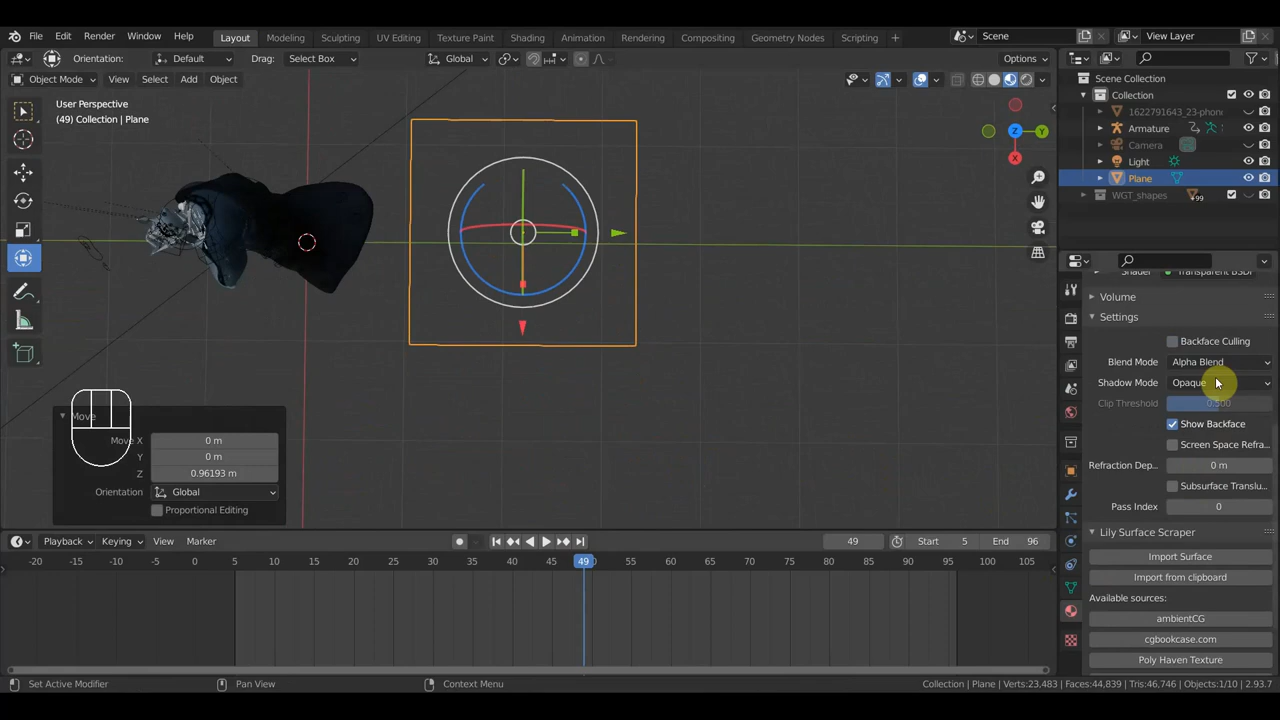 File Edit Render Window Help Layout Modeling Sculpting UV Editing Texture Paint Shading Animation Rendering Compositing Geometry Nodes Scripting + Scene View Layer
Orientation: Default Drag: Select Box Global Options
Object Mode View Select Add Object
User Perspective
(49) Collection | Plane
Y
Z
X
Scene Collection
Collection
1622791643_23-phon
Armature
Camera
Light
Plane
WGT_shapes +99
Transparent BSDF
Volume
Settings
Backface Culling
Blend Mode Alpha Blend
Shadow Mode Opaque
Clip Threshold 0.500
Show Backface
Screen Space Refra...
Refraction Dep... 0 m
Subsurface Translu...
Pass Index 0
Lily Surface Scraper
Import Surface
Import from clipboard
Available sources:
ambientCG
cgbookcase.com
Poly Haven Texture
Move
Move X 0 m
Y 0 m
Z 0.96193 m
Orientation Global
Proportional Editing
Playback Keying View Marker 49 Start 5 End 96
-20 -15 -10 -5 0 5 10 15 20 25 30 35 40 45 49 55 60 65 70 75 80 85 90 95 100 105
Set Active Modifier Pan View Context Menu Collection | Plane | Verts:23,483 | Faces:44,839 | Tris:46,746 | Objects:1/10 | 2.93.7